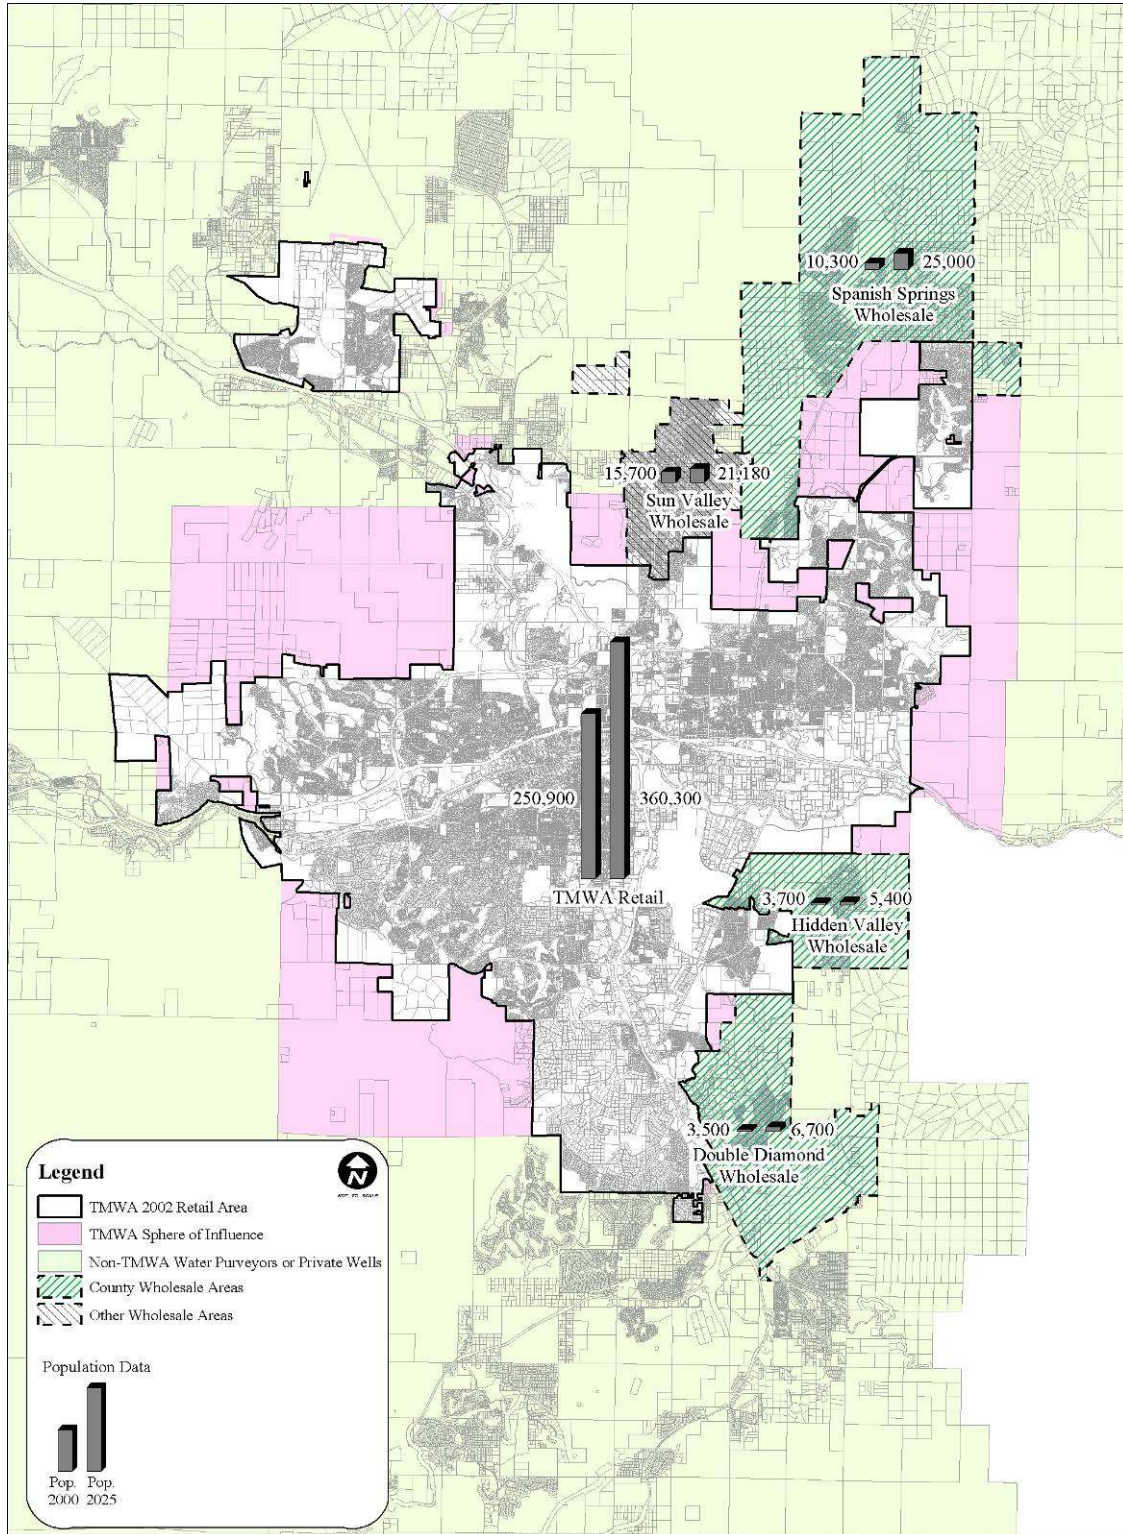 10,300
25,000
Spanish Springs
Wholesale
15,700
21,180
Sun Valley
Wholesale
250,900
360,300
TMWA Retail
3,700
5,400
Hidden Valley
Wholesale
3,500
6,700
Double Diamond
Wholesale
Legend
N
NOT TO SCALE
TMWA 2002 Retail Area
TMWA Sphere of Influence
Non-TMWA Water Purveyors or Private Wells
County Wholesale Areas
Other Wholesale Areas
Population Data
Pop. Pop.
2000 2025